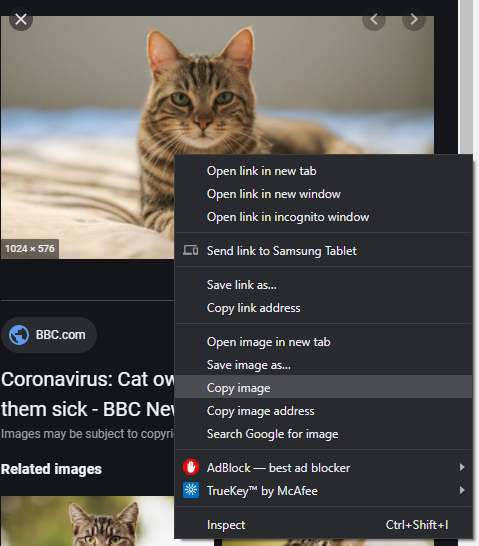 Open link in new tab
Open link in new window
Open link in incognito window
Send link to Samsung Tablet
1024 × 576
Save link as...
Copy link address
BBC.com
Open image in new tab
Save image as...
Coronavirus: Cat
Copy image
them sick - BBC
Copy image address
Images may be subject to
Search Google for image
Related images
AdBlock — best ad blocker
TrueKey™ by McAfee
Inspect Ctrl+Shift+I